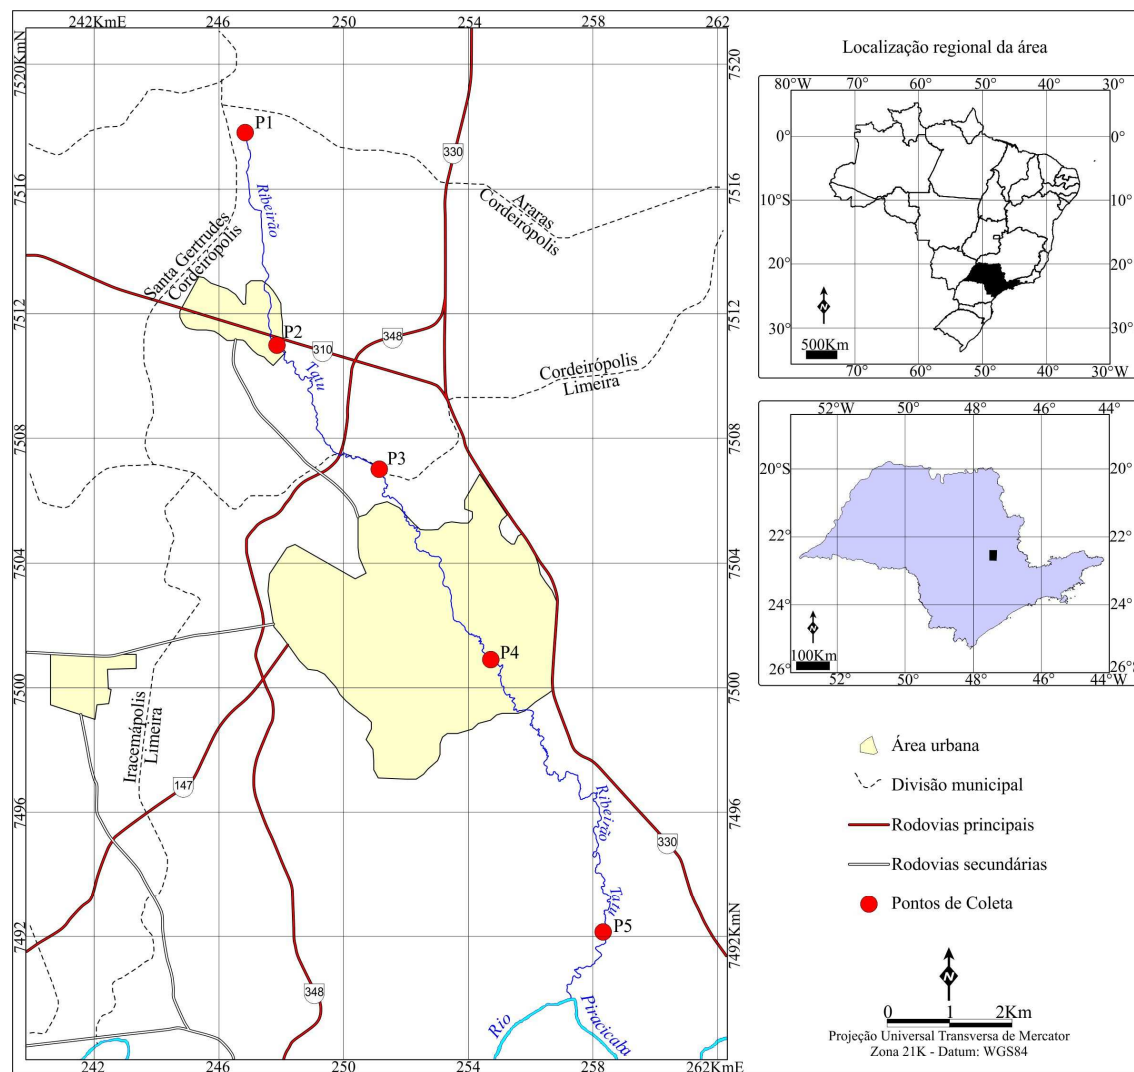 242KmE
246
250
254
258
262
7520KmN
7520
7516
7516
7512
7512
7508
7508
7504
7504
7500
7500
7496
7496
7492
7492KmN
242
246
250
254
258
262KmE
P1
Ribeirão
330
Araras
Cordeirópolis
Santa Gertrudes
Cordeirópolis
P2
310
348
Tatu
Cordeirópolis
Limeira
P3
P4
Iracemápolis
Limeira
147
Ribeirão
330
Tatu
P5
348
Rio
Piracicaba
Localização regional da área
80°W
70°
60°
50°
40°
30°
0°
0°
10°S
10°
20°
20°
30°
30°
N
500Km
70°
60°
50°
40°
30°W
52°W
50°
48°
46°
44°
20°S
20°
22°
22°
24°
24°
N
100Km
26°
26°
52°
50°
48°
46°
44°W
Área urbana
Divisão municipal
Rodovias principais
Rodovias secundárias
Pontos de Coleta
N
0 1 2Km
Projeção Universal Transversa de Mercator
Zona 21K - Datum: WGS84